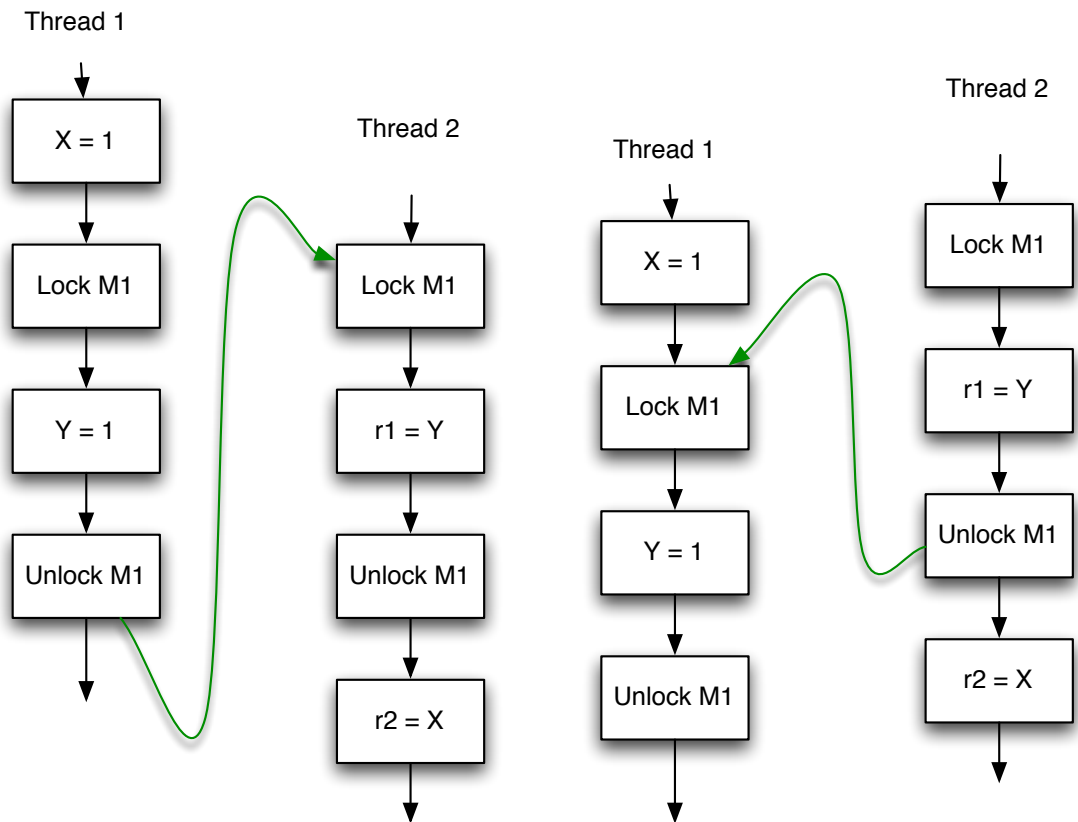 Thread 1
X = 1
Lock M1
Y = 1
Unlock M1
Thread 2
Lock M1
r1 = Y
Unlock M1
r2 = X
Thread 1
X = 1
Lock M1
Y = 1
Unlock M1
Thread 2
Lock M1
r1 = Y
Unlock M1
r2 = X